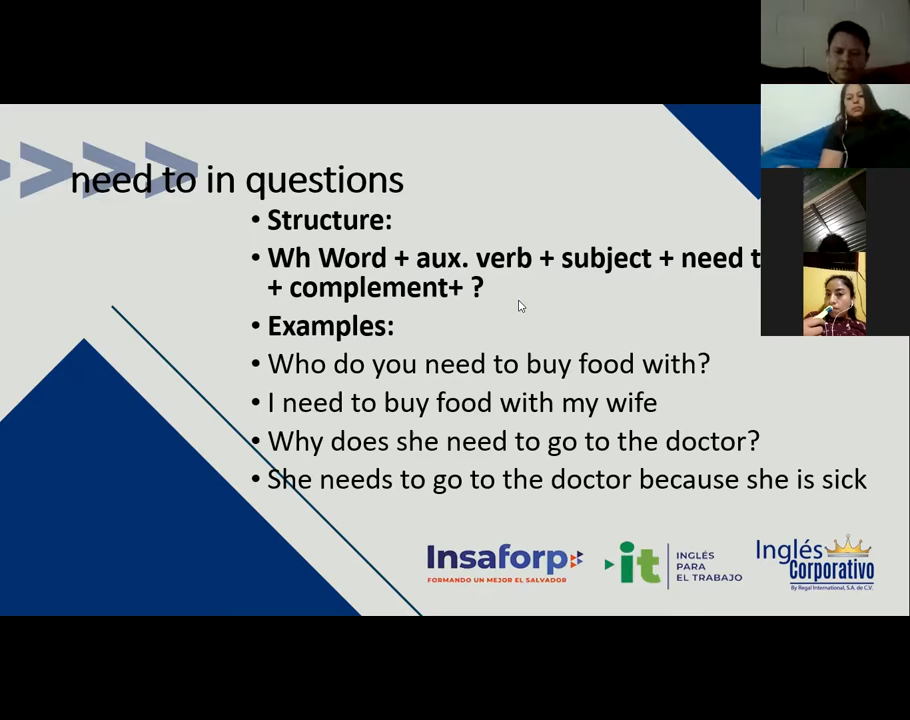 need to in questions
• Structure:
• Wh Word + aux. verb + subject + need
+ complement+ ?
• Examples:
• Who do you need to buy food with?
• I need to buy food with my wife
• Why does she need to go to the doctor?
• She needs to go to the doctor because she is sick
Insaforp
FORMANDO UN MEJOR EL SALVADOR
it
INGLÉS
PARA
EL TRABAJO
Inglés
Corporativo
By Regal International, S.A. de C.V.